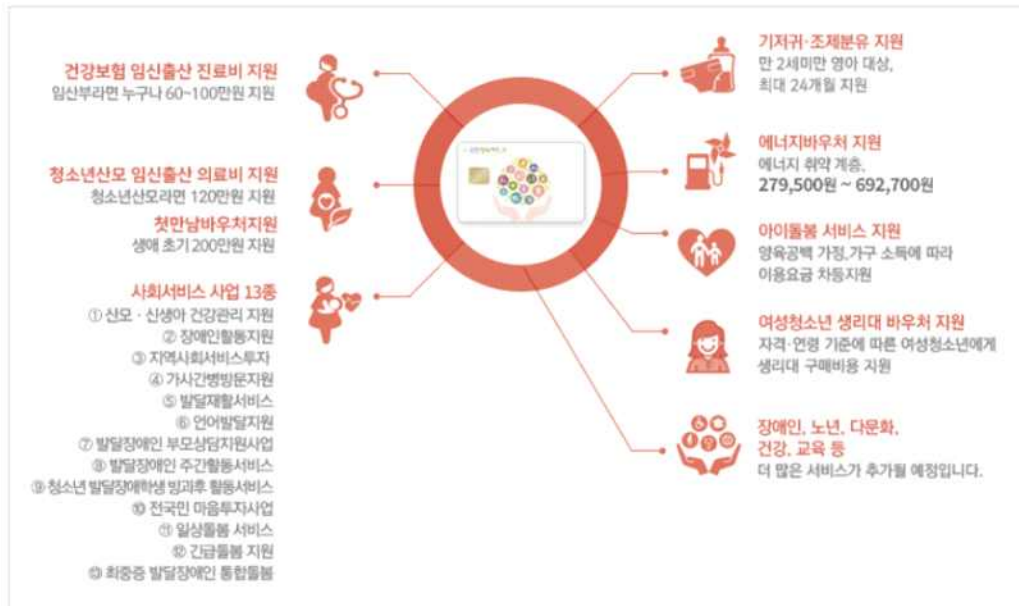 건강보험 임신출산 진료비 지원
임산부라면 누구나 60~100만원 지원
청소년산모 임신출산 의료비 지원
청소년산모라면 120만원 지원
첫만남바우처지원
생애 초기 200만원 지원
사회서비스 사업 13종
① 산모 · 신생아 건강관리 지원
② 장애인활동지원
③ 지역사회서비스투자
④ 가사간병방문지원
⑤ 발달재활서비스
⑥ 언어발달지원
⑦ 발달장애인 부모상담지원사업
⑧ 발달장애인 주간활동서비스
⑨ 청소년 발달장애학생 방과후 활동서비스
⑩ 전국민 마음투자사업
⑪ 일상돌봄 서비스
⑫ 긴급돌봄 지원
⑬ 최중증 발달장애인 통합돌봄
국민행복카드
기저귀·조제분유 지원
만 2세미만 영아 대상,
최대 24개월 지원
에너지바우처 지원
에너지 취약 계층,
279,500원 ~ 692,700원
아이돌봄 서비스 지원
양육공백 가정,가구 소득에 따라
이용요금 차등지원
여성청소년 생리대 바우처 지원
자격·연령 기준에 따른 여성청소년에게
생리대 구매비용 지원
장애인, 노년, 다문화,
건강, 교육 등
더 많은 서비스가 추가될 예정입니다.